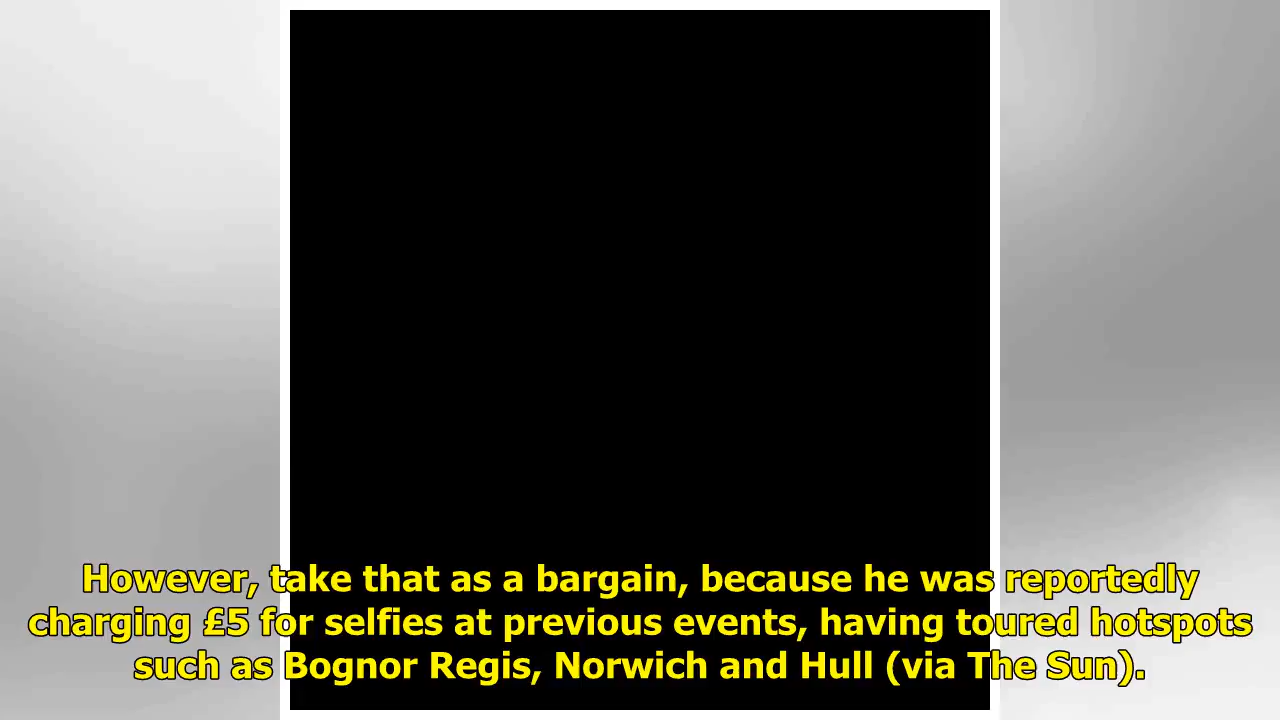 However, take that as a bargain, because he was reportedly
charging £5 for selfies at previous events, having toured hotspots
such as Bognor Regis, Norwich and Hull (via The Sun).